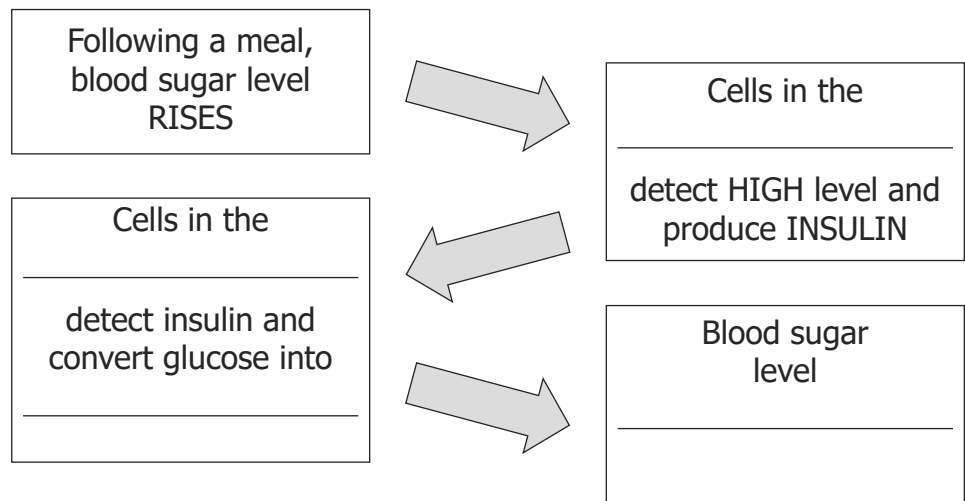 Following a meal,
blood sugar level
RISES
Cells in the
detect HIGH level and
produce INSULIN
Cells in the
detect insulin and
convert glucose into
Blood sugar
level